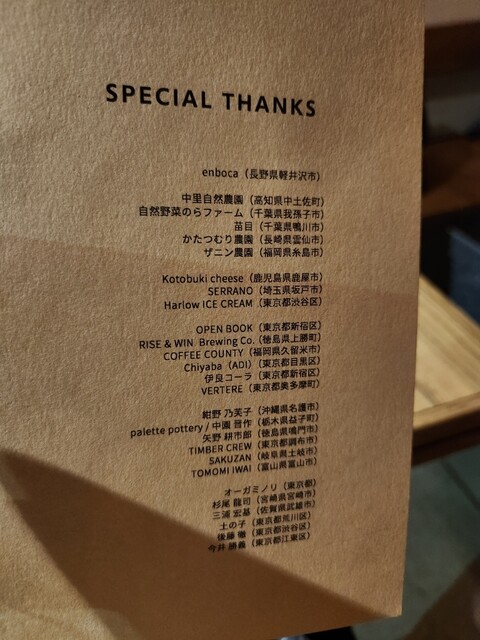 SPECIAL THANKS
enboca（長野県軽井沢市）
中里自然農園（高知県中土佐町）
自然野菜のらファーム（千葉県我孫子市）
苗目（千葉県鴨川市）
かたつむり農園（長崎県雲仙市）
ザニン農園（福岡県糸島市）
Kotobuki cheese（鹿児島県鹿屋市）
SERRANO（埼玉県坂戸市）
Harlow ICE CREAM（東京都渋谷区）
OPEN BOOK（東京都新宿区）
RISE & WIN Brewing Co.（徳島県上勝町）
COFFEE COUNTY（福岡県久留米市）
Chiyaba（ADI）（東京都目黒区）
伊良コーラ（東京都新宿区）
VERTERE（東京都奥多摩町）
紺野 乃芙子（沖縄県名護市）
palette pottery / 中園 晋作（栃木県益子町）
矢野 耕市郎（徳島県鳴門市）
TIMBER CREW（東京都調布市）
SAKUZAN（岐阜県土岐市）
TOMOMI IWAI（富山県富山市）
オーガミノリ（東京都）
杉尾 龍司（宮崎県宮崎市）
三浦 宏基（佐賀県武雄市）
土の子（東京都荒川区）
後藤 徹（東京都渋谷区）
今井 勝義（東京都江東区）